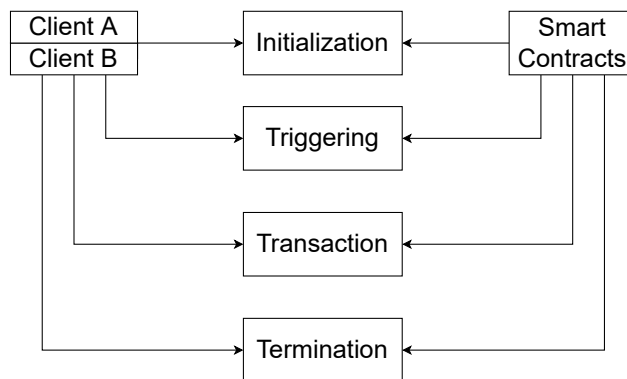 Client A
Client B
Initialization
Smart
Contracts
Triggering
Transaction
Termination